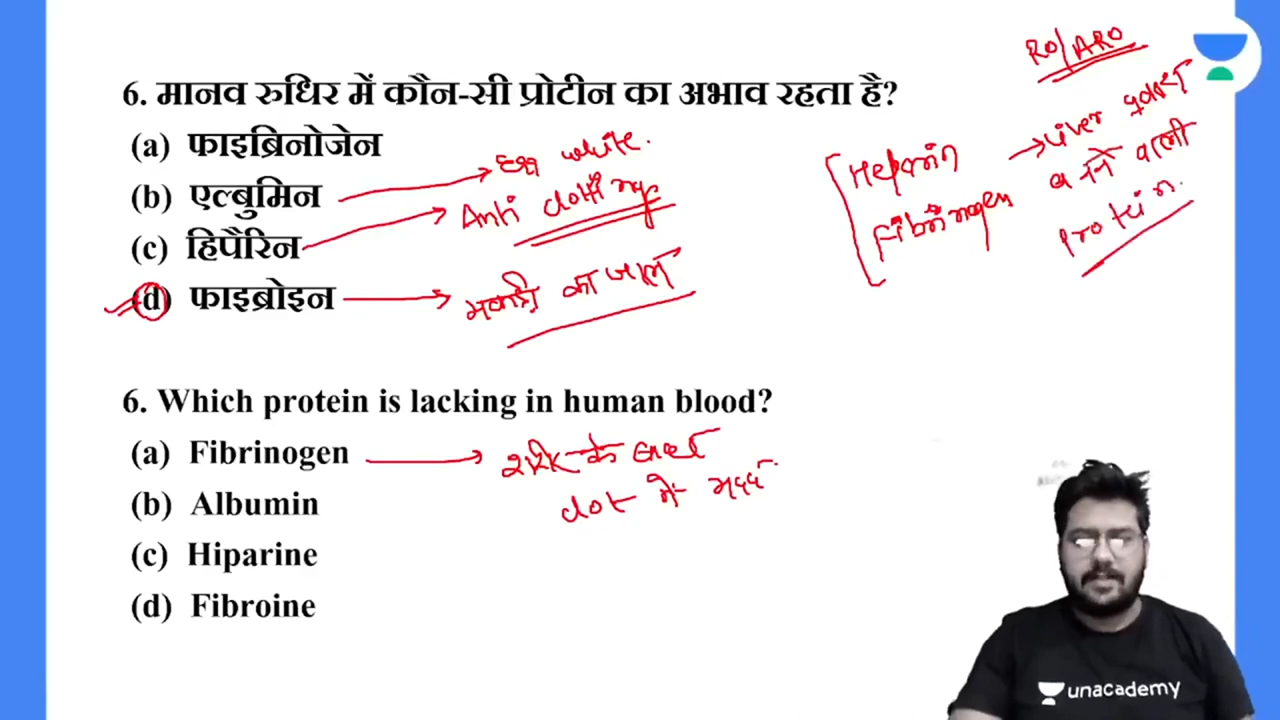 RO/ARO
6. मानव रुधिर में कौन-सी प्रोटीन का अभाव रहता है?
(a) फाइब्रिनोजेन
(b) एल्बुमिन
Egg white.
(c) हिपैरिन
Anti clotting
(d) फाइब्रोइन
मकड़ी का जाल
Heparin
Fibrinogen
Liver द्वारा
बनने वाली
Protein.
6. Which protein is lacking in human blood?
(a) Fibrinogen
शरीर के अन्दर
clot में मदद
(b) Albumin
(c) Hiparine
(d) Fibroine
unacademy